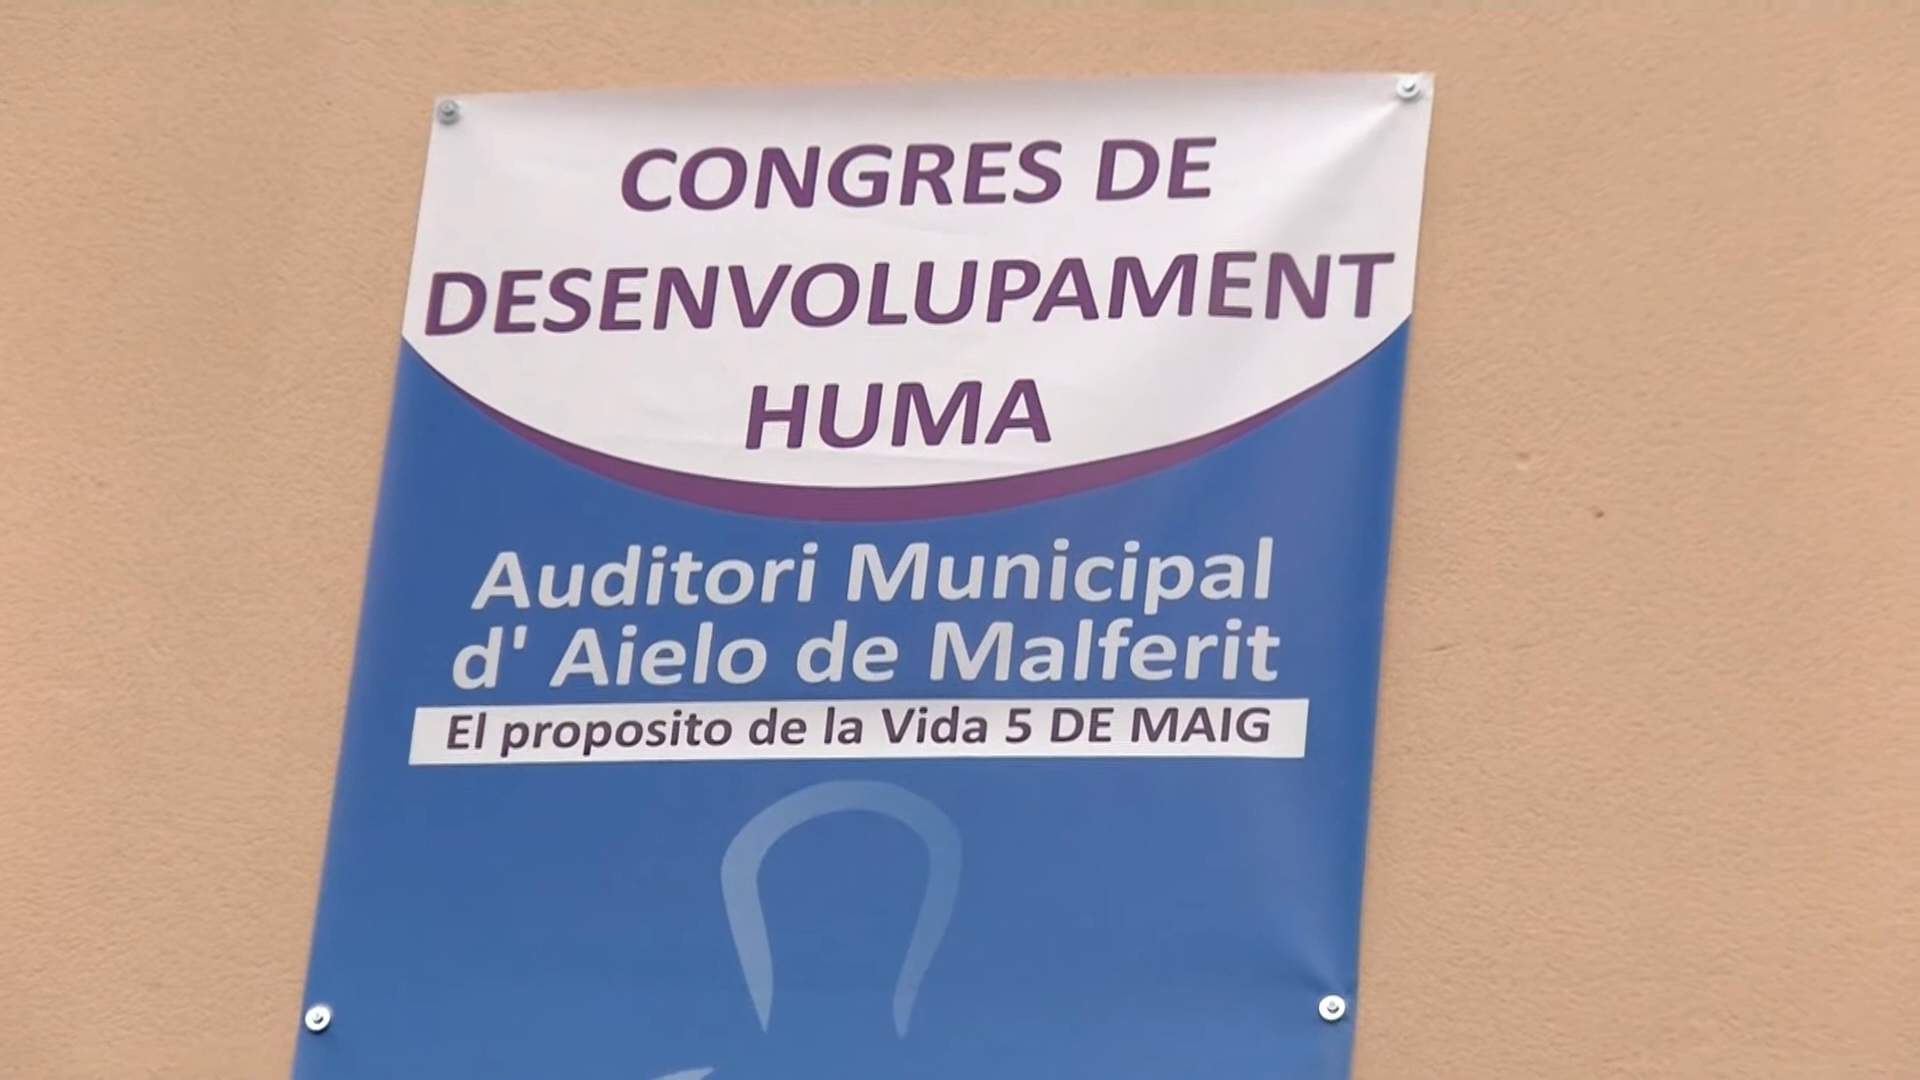 CONGRES DE
DESENVOLUPAMENT
HUMA
Auditori Municipal
d' Aielo de Malferit
El proposito de la Vida 5 DE MAIG